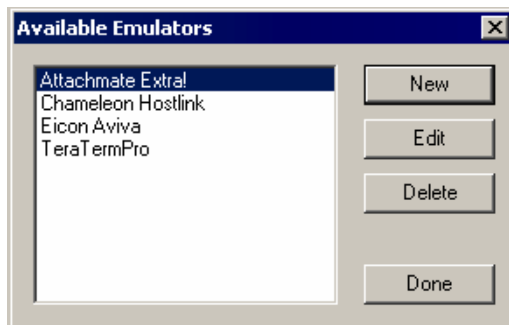 Available Emulators
Attachmate Extra!
Chameleon Hostlink
Eicon Aviva
TeraTermPro
New
Edit
Delete
Done